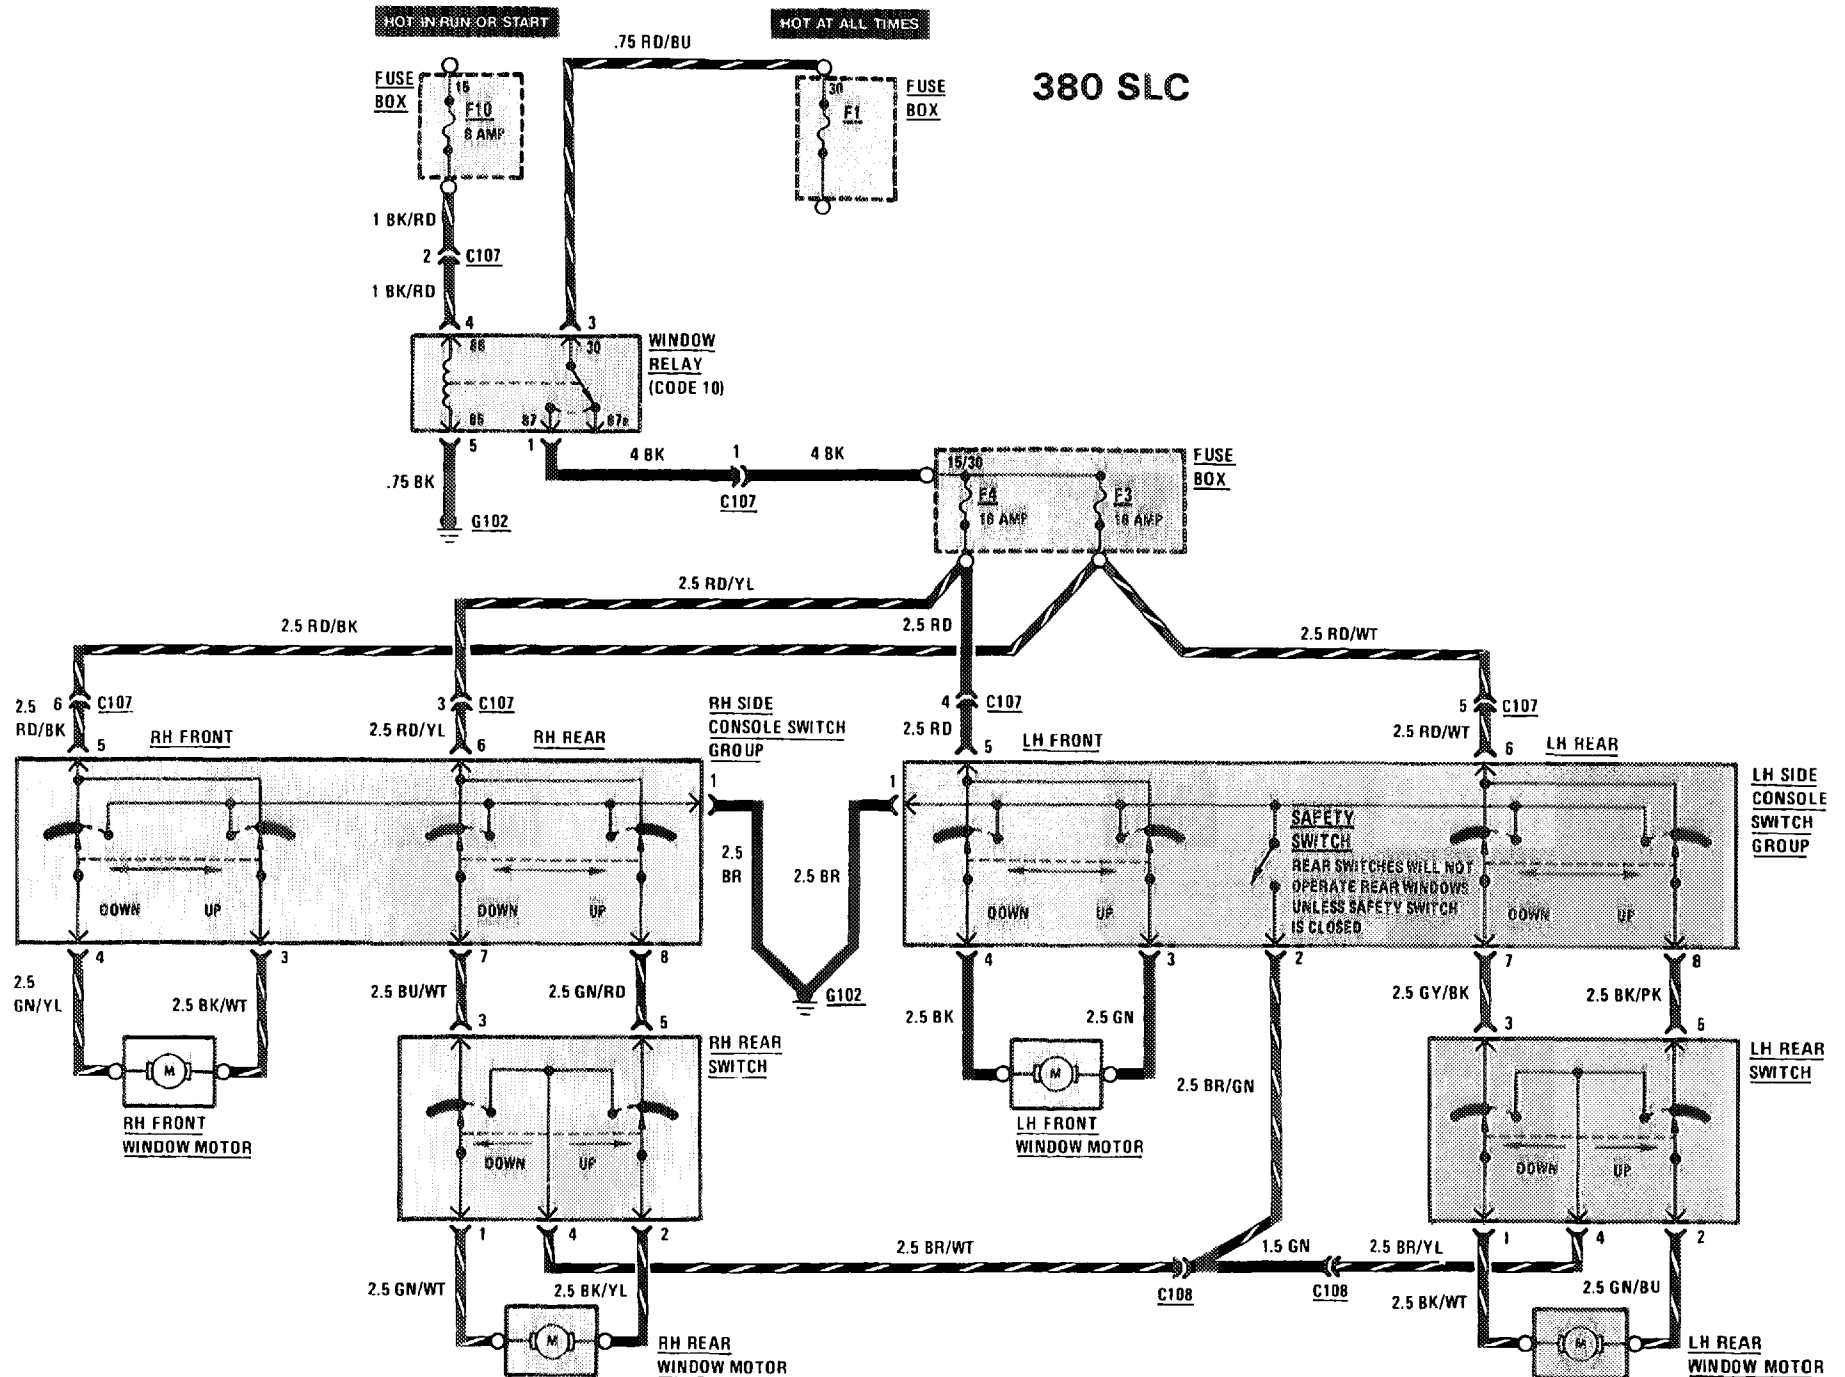 HOT IN RUN OR START
HOT AT ALL TIMES
.75 RD/BU
380 SLC
FUSE
BOX
15
F10
8 AMP
30
F1
FUSE
BOX
1 BK/RD
2
C107
1 BK/RD
4
3
86
30
WINDOW
RELAY
(CODE 10)
85
87
5
1
.75 BK
G102
4 BK
1
C107
4 BK
15/30
F4
16 AMP
F3
16 AMP
FUSE
BOX
2.5 RD/YL
2.5 RD/BK
2.5 RD
2.5 RD/WT
2.5
RD/BK
6
C107
5
RH FRONT
3
C107
2.5 RD/YL
6
RH REAR
RH SIDE
CONSOLE SWITCH
GROUP
4
C107
2.5 RD
5
LH FRONT
5
C107
2.5 RD/WT
6
LH REAR
1
1
LH SIDE
CONSOLE
SWITCH
GROUP
2.5
BR
2.5 BR
SAFETY
SWITCH
REAR SWITCHES WILL NOT
OPERATE REAR WINDOWS
UNLESS SAFETY SWITCH
IS CLOSED
DOWN
UP
DOWN
UP
DOWN
UP
DOWN
UP
4
3
7
8
4
3
2
7
8
2.5
GN/YL
2.5 BK/WT
2.5 BU/WT
2.5 GN/RD
G102
2.5 BK
2.5 GN
2.5 GY/BK
2.5 BK/PK
3
5
3
5
M
RH FRONT
WINDOW MOTOR
RH REAR
SWITCH
DOWN
UP
M
LH FRONT
WINDOW MOTOR
2.5 BR/GN
LH REAR
SWITCH
DOWN
UP
1
4
2
1
4
2
2.5 BR/WT
1.5 GN
2.5 BR/YL
C108
C108
2.5 GN/WT
2.5 BK/YL
2.5 BK/WT
2.5 GN/BU
M
RH REAR
WINDOW MOTOR
M
LH REAR
WINDOW MOTOR